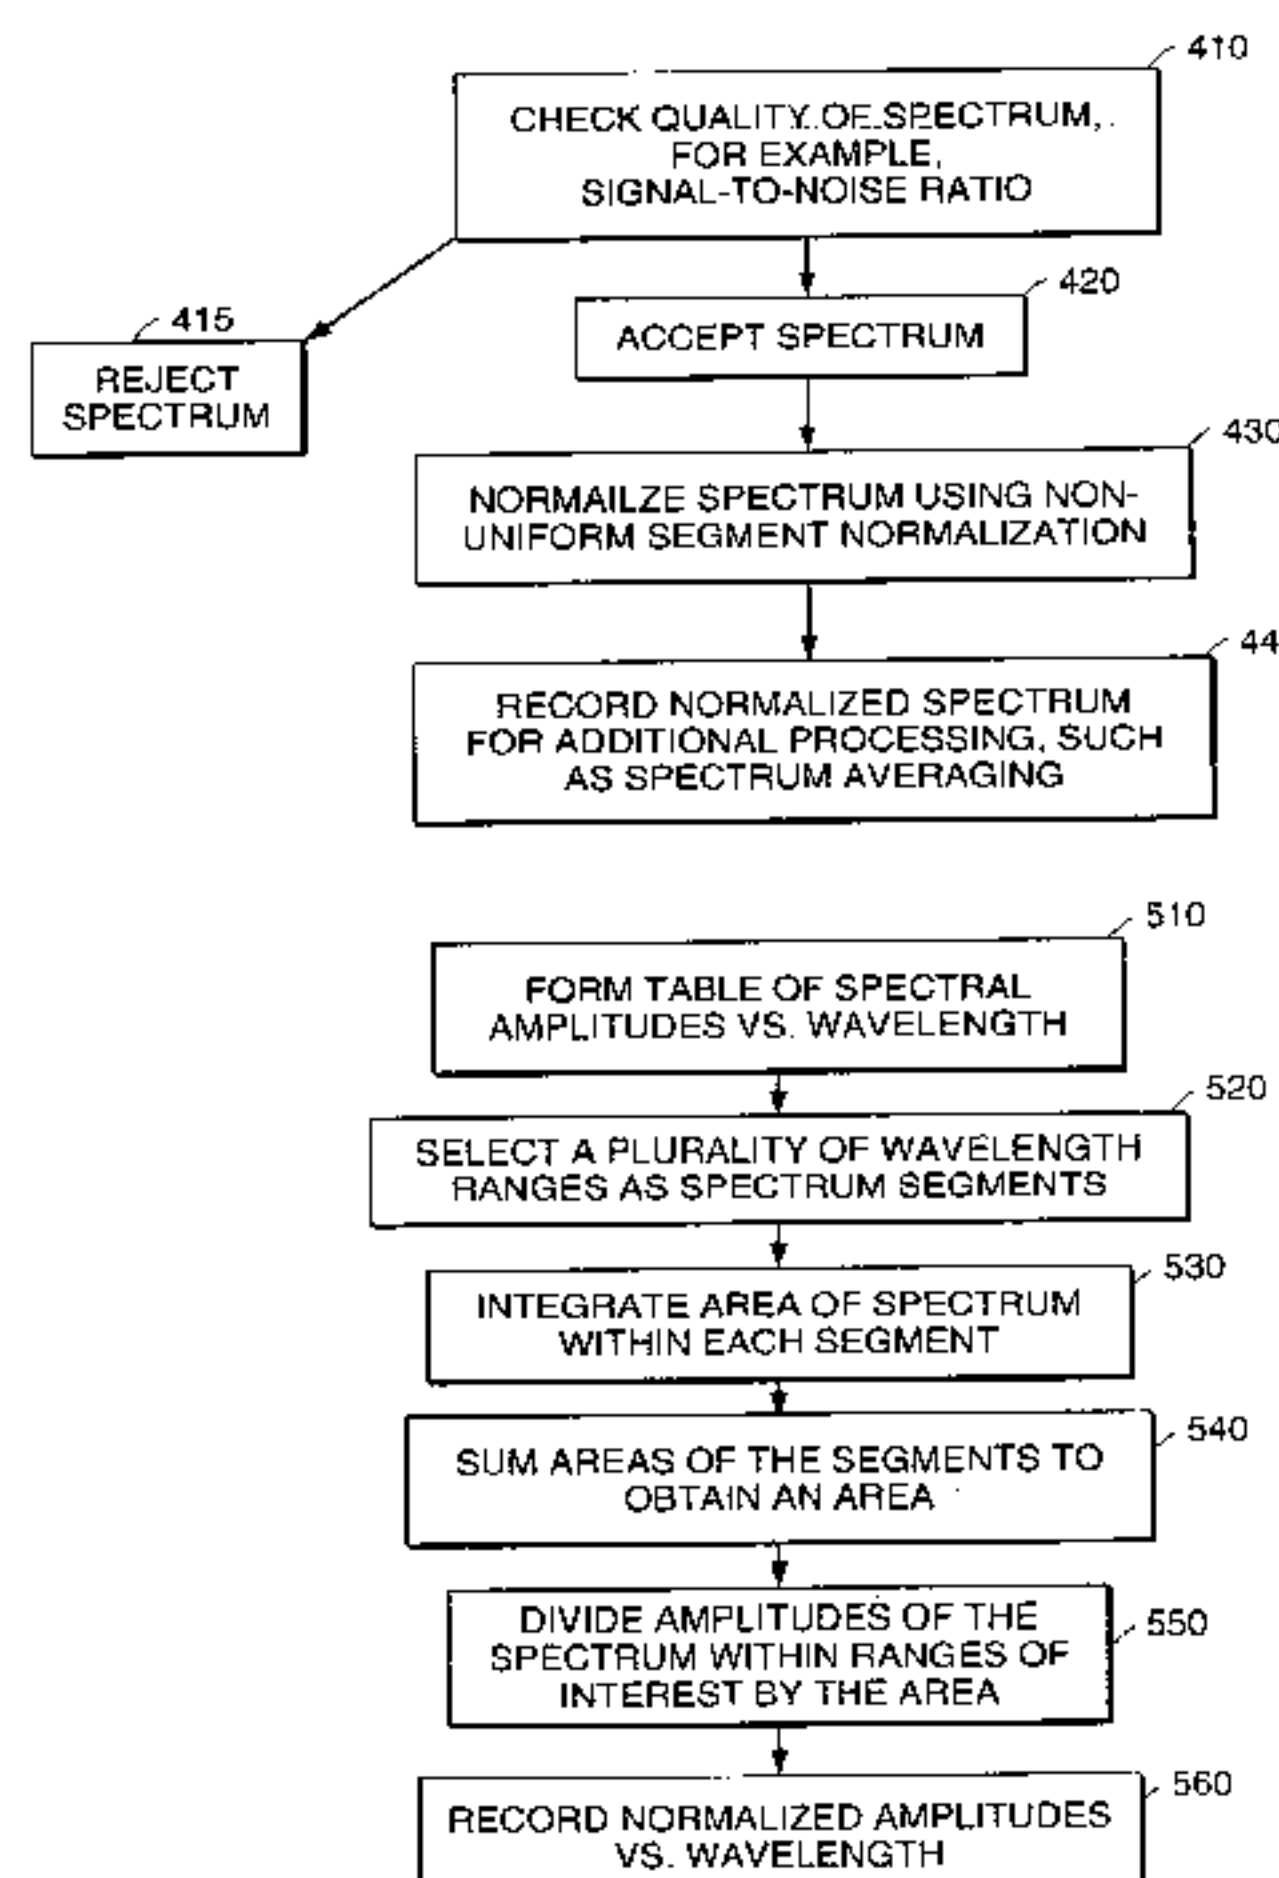 410
CHECK QUALITY OF SPECTRUM,
FOR EXAMPLE,
SIGNAL-TO-NOISE RATIO
420
ACCEPT SPECTRUM
415
REJECT
SPECTRUM
430
NORMAILZE SPECTRUM USING NON-
UNIFORM SEGMENT NORMALIZATION
44
RECORD NORMALIZED SPECTRUM
FOR ADDITIONAL PROCESSING, SUCH
AS SPECTRUM AVERAGING
510
FORM TABLE OF SPECTRAL
AMPLITUDES VS. WAVELENGTH
520
SELECT A PLURALITY OF WAVELENGTH
RANGES AS SPECTRUM SEGMENTS
530
INTEGRATE AREA OF SPECTRUM
WITHIN EACH SEGMENT
540
SUM AREAS OF THE SEGMENTS TO
OBTAIN AN AREA
550
DIVIDE AMPLITUDES OF THE
SPECTRUM WITHIN RANGES OF
INTEREST BY THE AREA
560
RECORD NORMALIZED AMPLITUDES
VS. WAVELENGTH